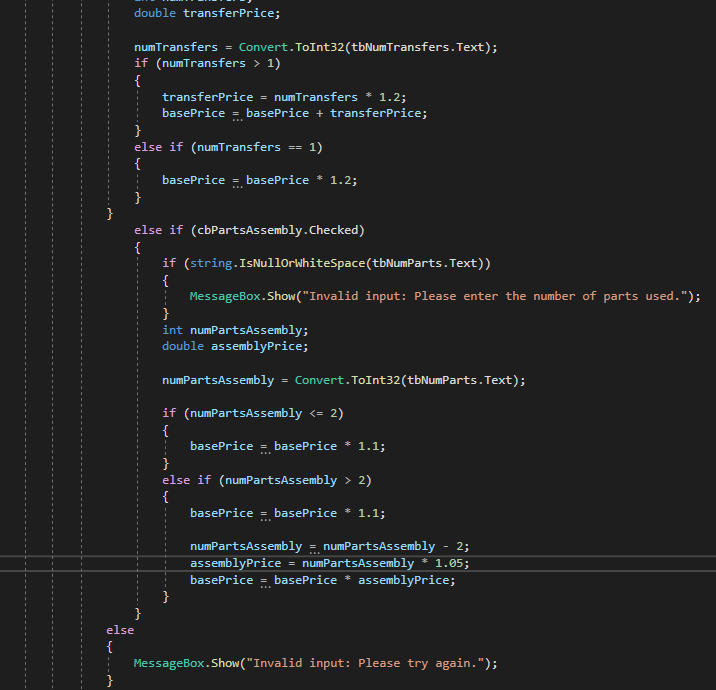 double transferPrice;
numTransfers = Convert.ToInt32(tbNumTransfers.Text);
if (numTransfers > 1)
{
transferPrice = numTransfers * 1.2;
basePrice = basePrice + transferPrice;
}
else if (numTransfers == 1)
{
basePrice = basePrice * 1.2;
}
}
else if (cbPartsAssembly.Checked)
{
if (string.IsNullOrWhiteSpace(tbNumParts.Text))
{
MessageBox.Show("Invalid input: Please enter the number of parts used.");
}
int numPartsAssembly;
double assemblyPrice;
numPartsAssembly = Convert.ToInt32(tbNumParts.Text);
if (numPartsAssembly <= 2)
{
basePrice = basePrice * 1.1;
}
else if (numPartsAssembly > 2)
{
basePrice = basePrice * 1.1;
numPartsAssembly = numPartsAssembly - 2;
assemblyPrice = numPartsAssembly * 1.05;
basePrice = basePrice * assemblyPrice;
}
}
else
{
MessageBox.Show("Invalid input: Please try again.");
}